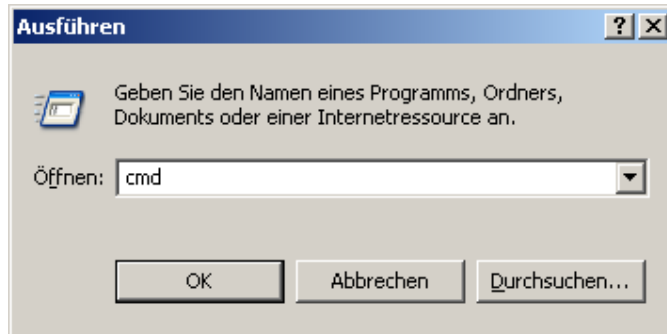 Ausführen
Geben Sie den Namen eines Programms, Ordners,
Dokuments oder einer Internetressource an.
Öffnen: cmd
OK Abbrechen Durchsuchen...